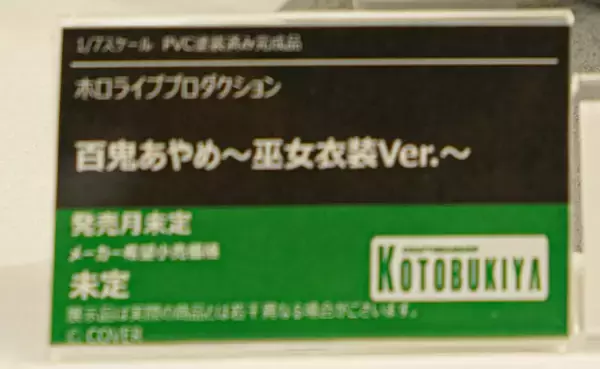 1/7スケール PVC塗装済み完成品
ホロライブプロダクション
百鬼あやめ～巫女衣装Ver.～
発売月未定
メーカー希望小売価格
未定
KOTOBUKIYA
展示品は実際の商品とは若干異なる場合がございます。
© COVER